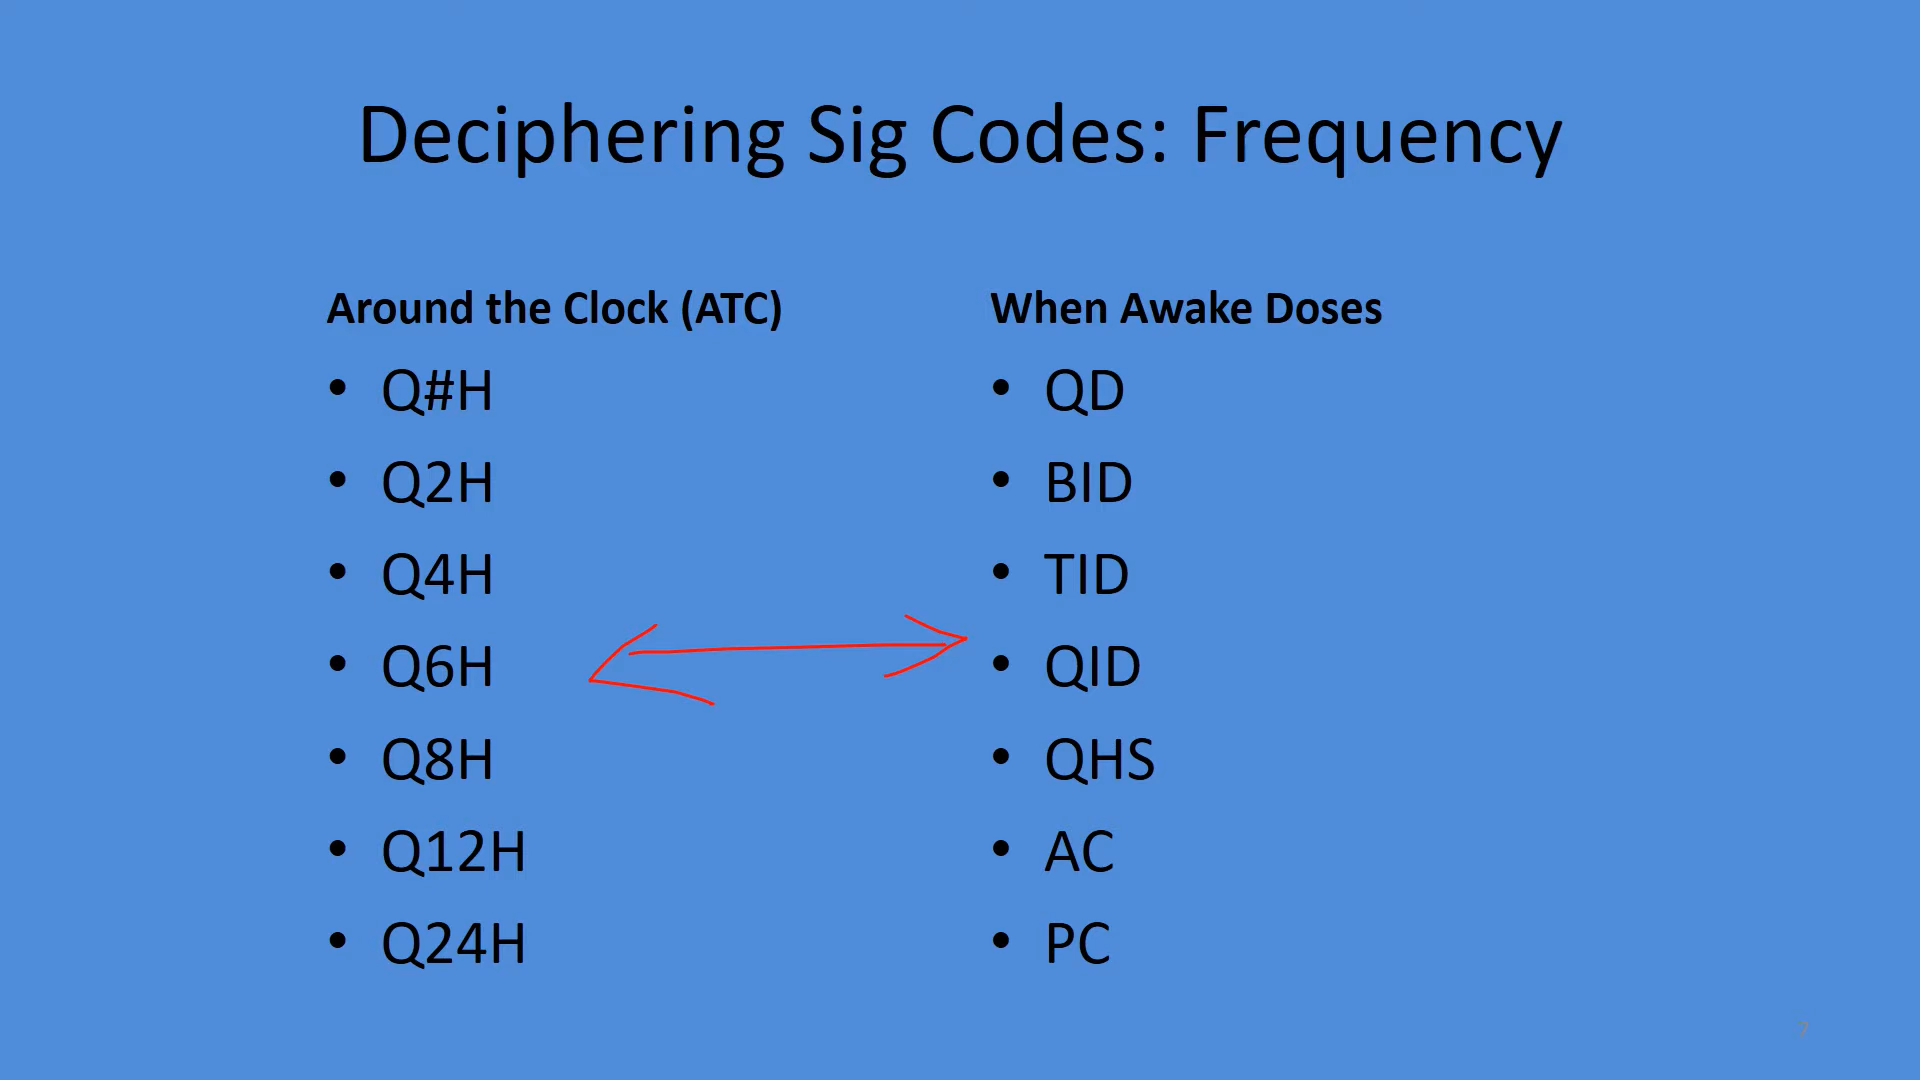 Deciphering Sig Codes: Frequency
Around the Clock (ATC)
• Q#H
• Q2H
• Q4H
• Q6H
• Q8H
• Q12H
• Q24H
When Awake Doses
• QD
• BID
• TID
• QID
• QHS
• AC
• PC
7